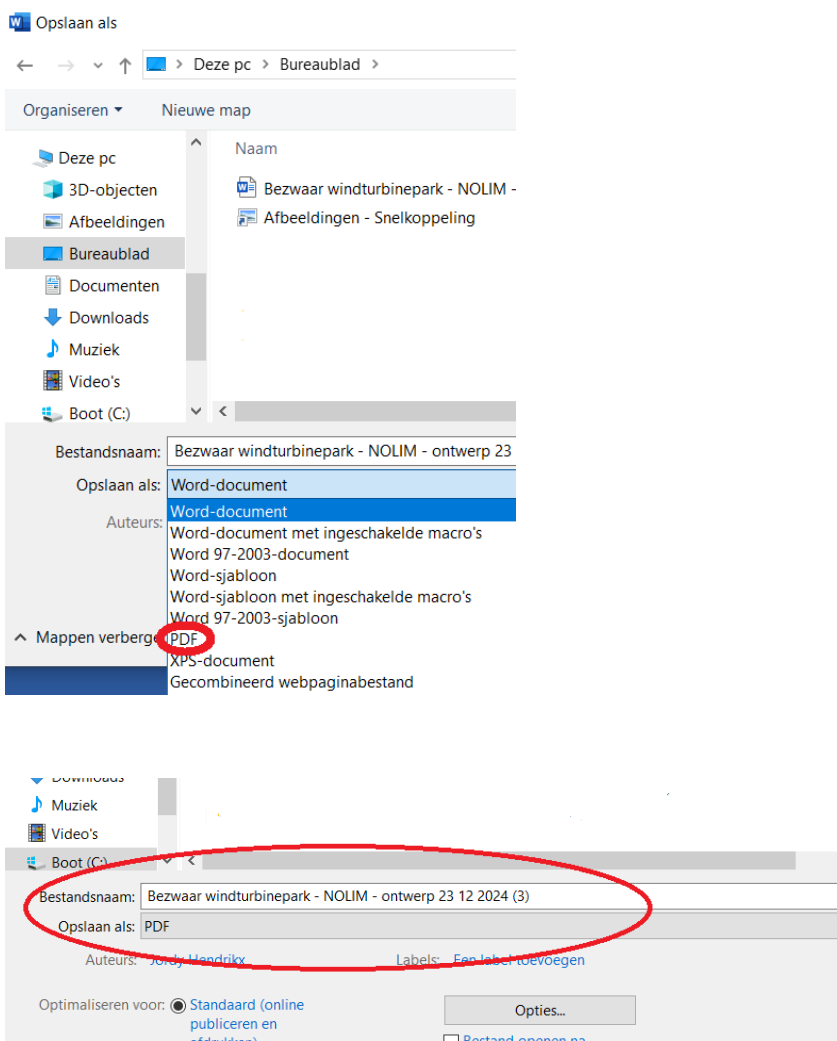 Opslaan als
Deze pc > Bureaublad >
Organiseren Nieuwe map
Naam
Deze pc
3D-objecten
Afbeeldingen
Bureaublad
Documenten
Downloads
Muziek
Video's
Boot (C:)
Bezwaar windturbinepark - NOLIM -
Afbeeldingen - Snelkoppeling
Bestandsnaam: Bezwaar windturbinepark - NOLIM - ontwerp 23
Opslaan als: Word-document
Auteurs:
Word-document
Word-document met ingeschakelde macro's
Word 97-2003-document
Word-sjabloon
Word-sjabloon met ingeschakelde macro's
Word 97-2003-sjabloon
Mappen verberge
PDF
XPS-document
Gecombineerd webpaginabestand
Downloads
Muziek
Video's
Boot (C:)
Bestandsnaam: Bezwaar windturbinepark - NOLIM - ontwerp 23 12 2024 (3)
Opslaan als: PDF
Auteurs: Jordy Hendrikx Labels: Een label toevoegen
Optimaliseren voor: Standaard (online
publiceren en
afdrukken)
Opties...
Bestand openen na